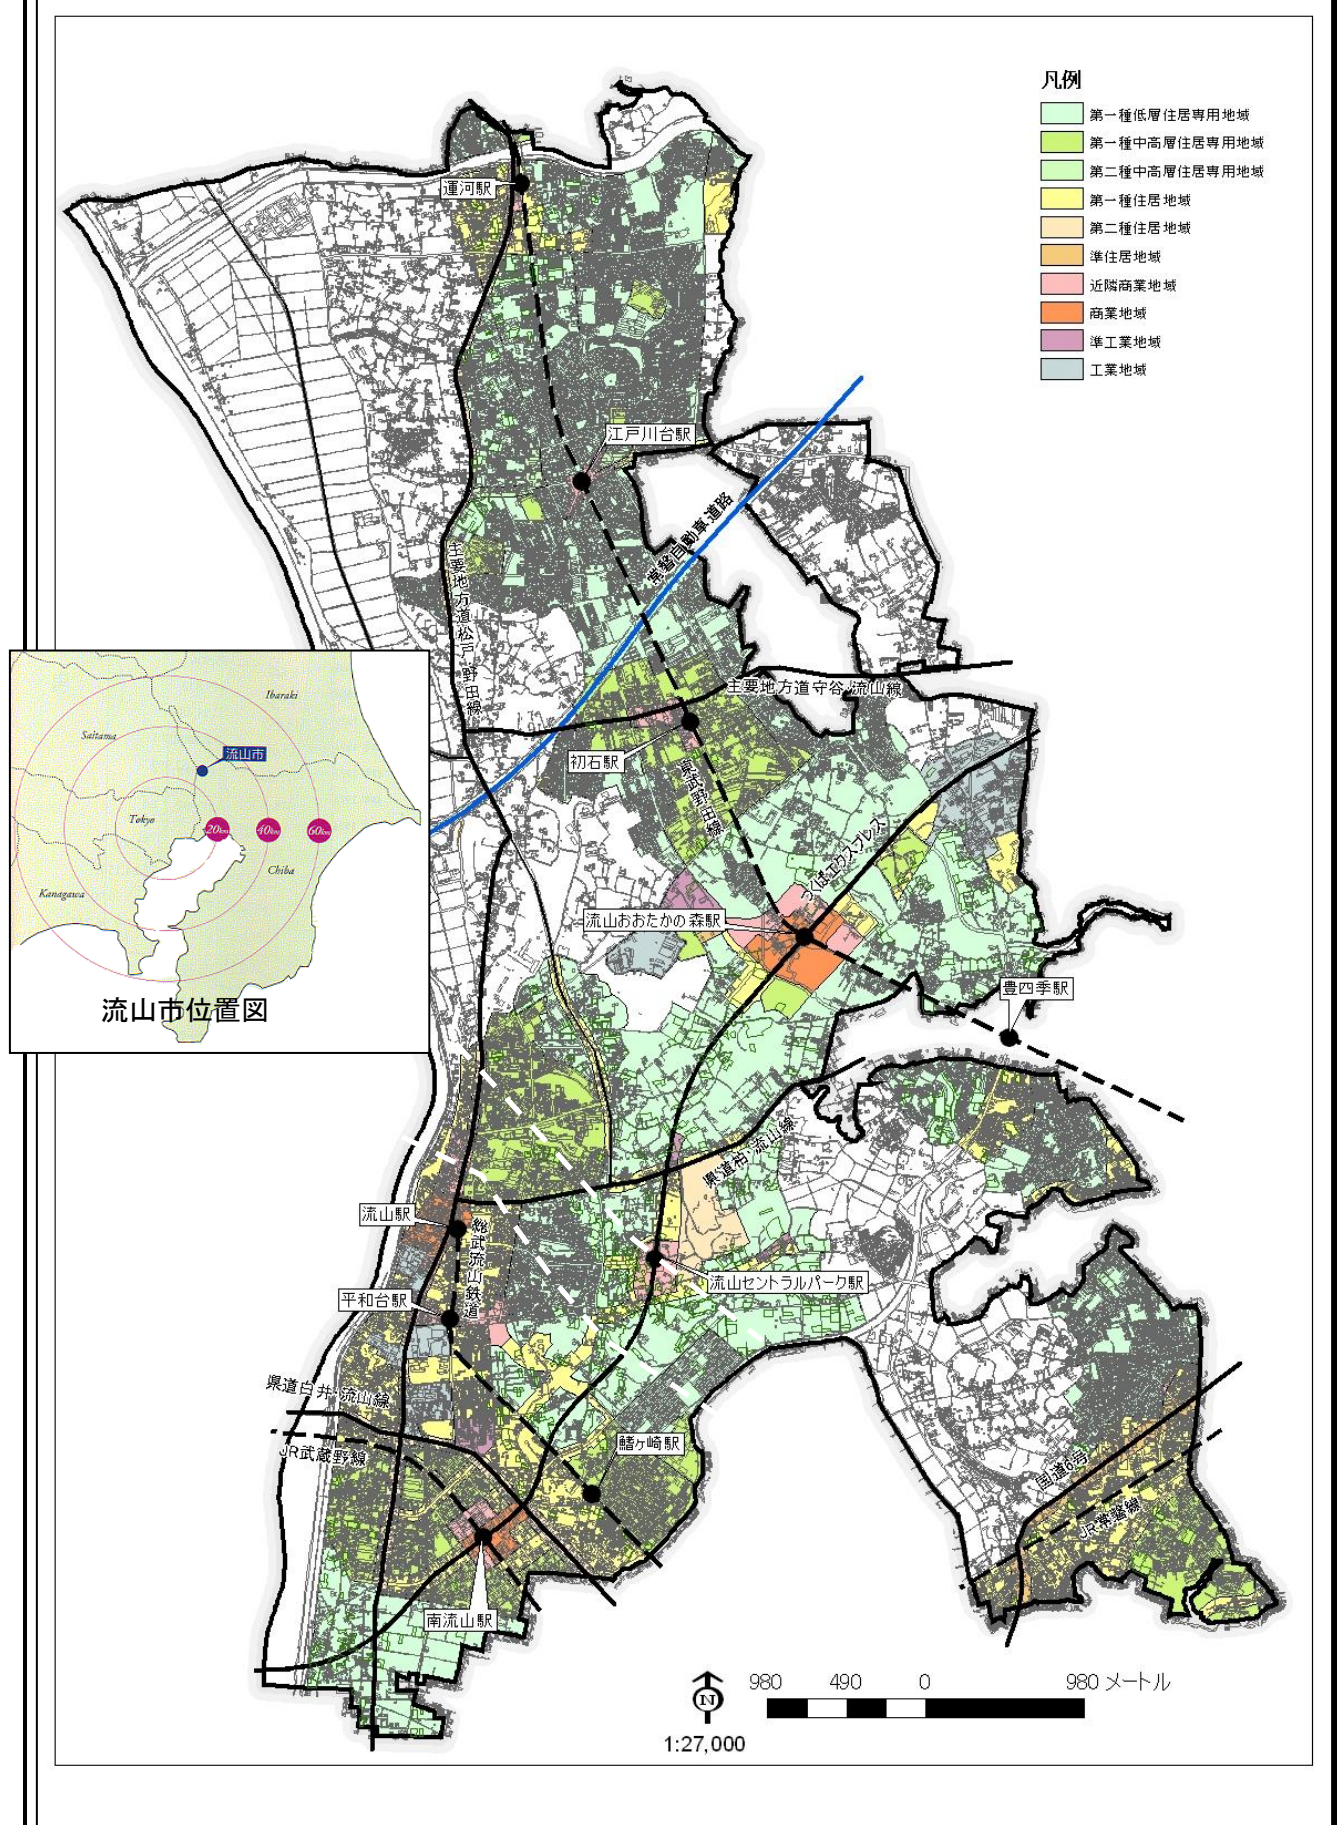 凡例
第一種低層住居専用地域
第一種中高層住居専用地域
第二種中高層住居専用地域
第一種住居地域
第二種住居地域
準住居地域
近隣商業地域
商業地域
準工業地域
工業地域
運河駅
江戸川台駅
常磐自動車道路
主要地方道松戸・野田線
主要地方道守谷・流山線
初石駅
東武野田線
つくばエクスプレス
流山おおたかの森駅
豊四季駅
県道柏・流山線
流山駅
総武流山鉄道
流山セントラルパーク駅
平和台駅
県道白井・流山線
JR武蔵野線
鰭ヶ崎駅
国道6号
JR常磐線
南流山駅
Ibaraki
Saitama
流山市
Tokyo
20km
40km
60km
Chiba
Kanagawa
流山市位置図
N
980 490 0 980 メートル
1:27,000